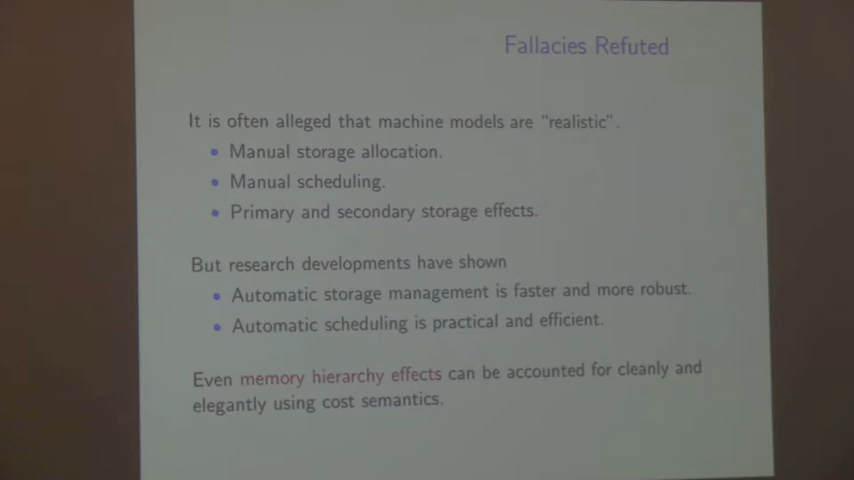 Fallacies Refuted
It is often alleged that machine models are “realistic”.
• Manual storage allocation.
• Manual scheduling.
• Primary and secondary storage effects.
But research developments have shown
• Automatic storage management is faster and more robust.
• Automatic scheduling is practical and efficient.
Even memory hierarchy effects can be accounted for cleanly and
elegantly using cost semantics.